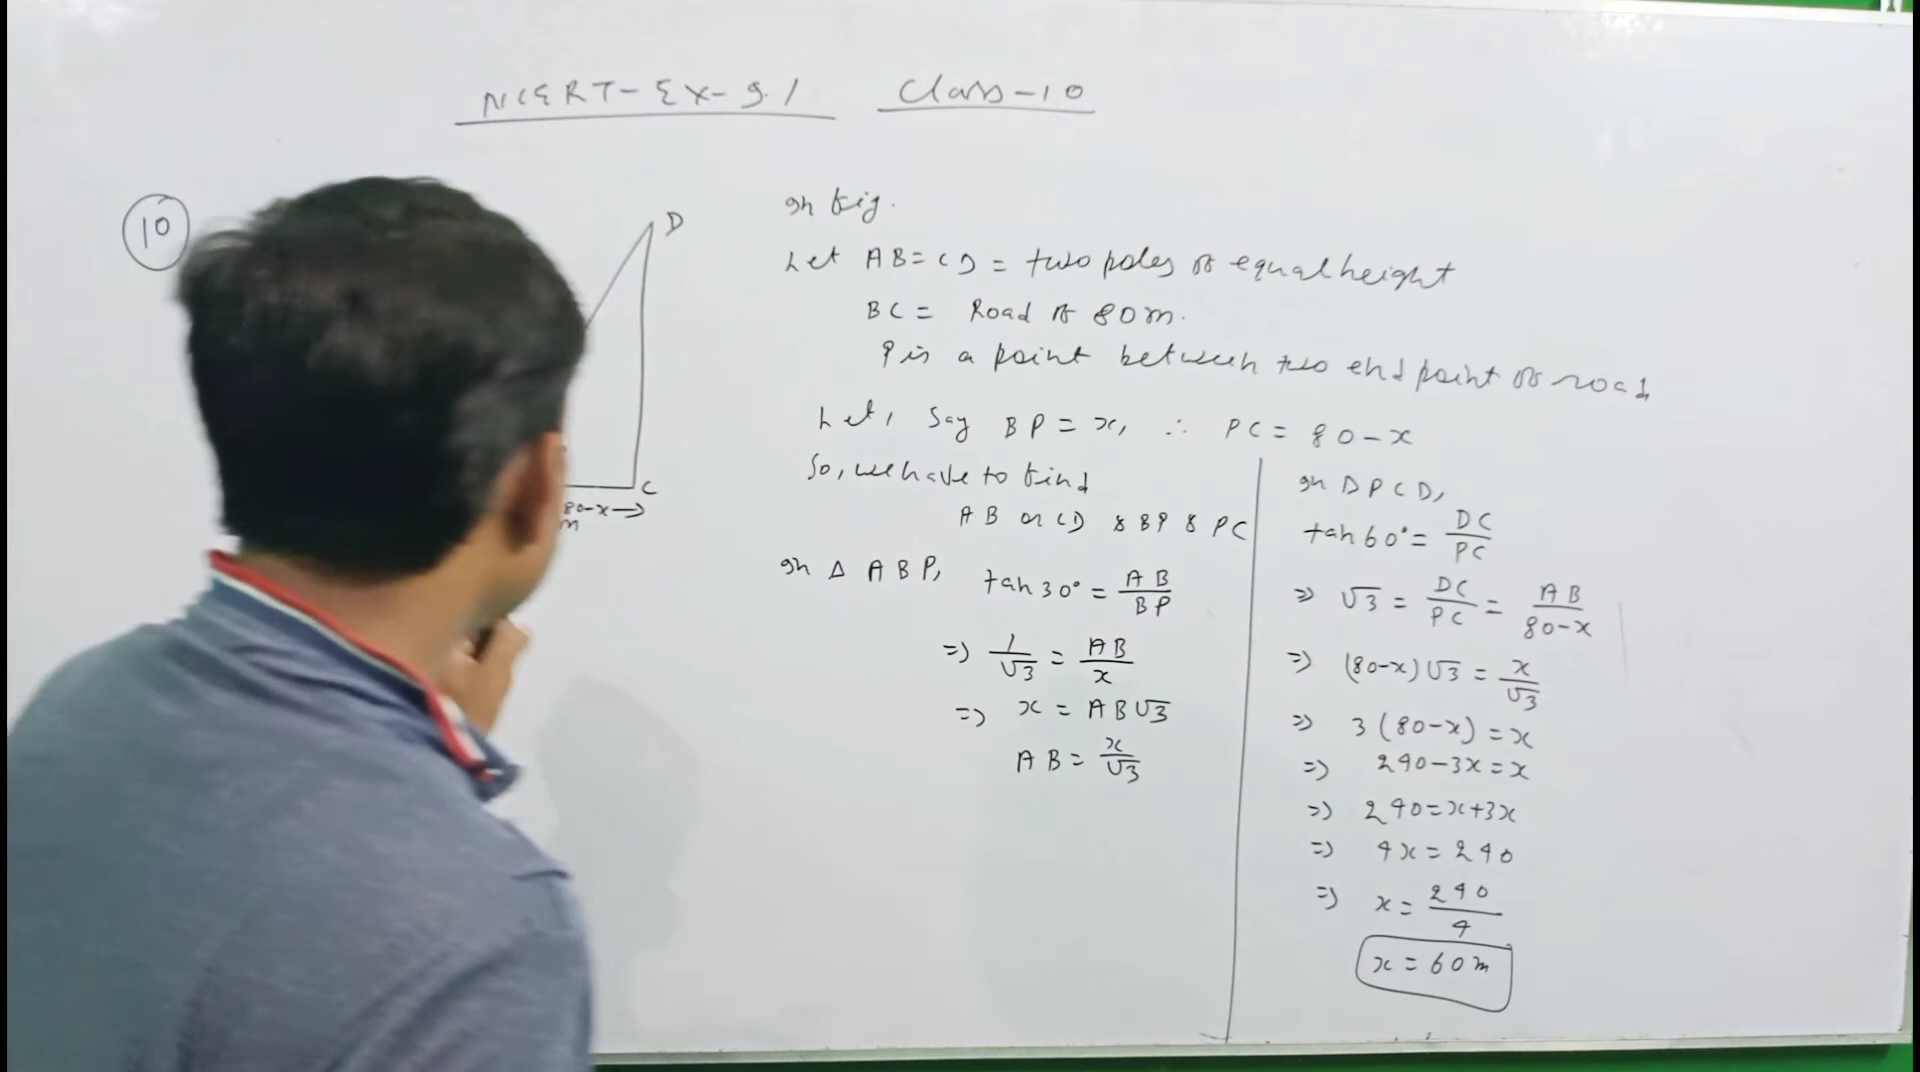 NCERT-Ex-9.1 Class-10
10
D
C
80-x→
m
In fig.
Let AB=CD= two poles of equal height
BC= Road of 80m.
P is a point between two end point of road
Let, Say BP=x, ∴ PC= 80-x
So, we have to find
AB or CD & BP & PC
In Δ ABP, tan30°= AB/BP
=> 1/√3 = AB/x
=> x = AB√3
AB= x/√3
In Δ PCD,
tan60°= DC/PC
=> √3 = DC/PC = AB/80-x
=> (80-x)√3 = x/√3
=> 3(80-x)=x
=> 240-3x=x
=> 240=x+3x
=> 4x=240
=> x= 240/4
x=60m